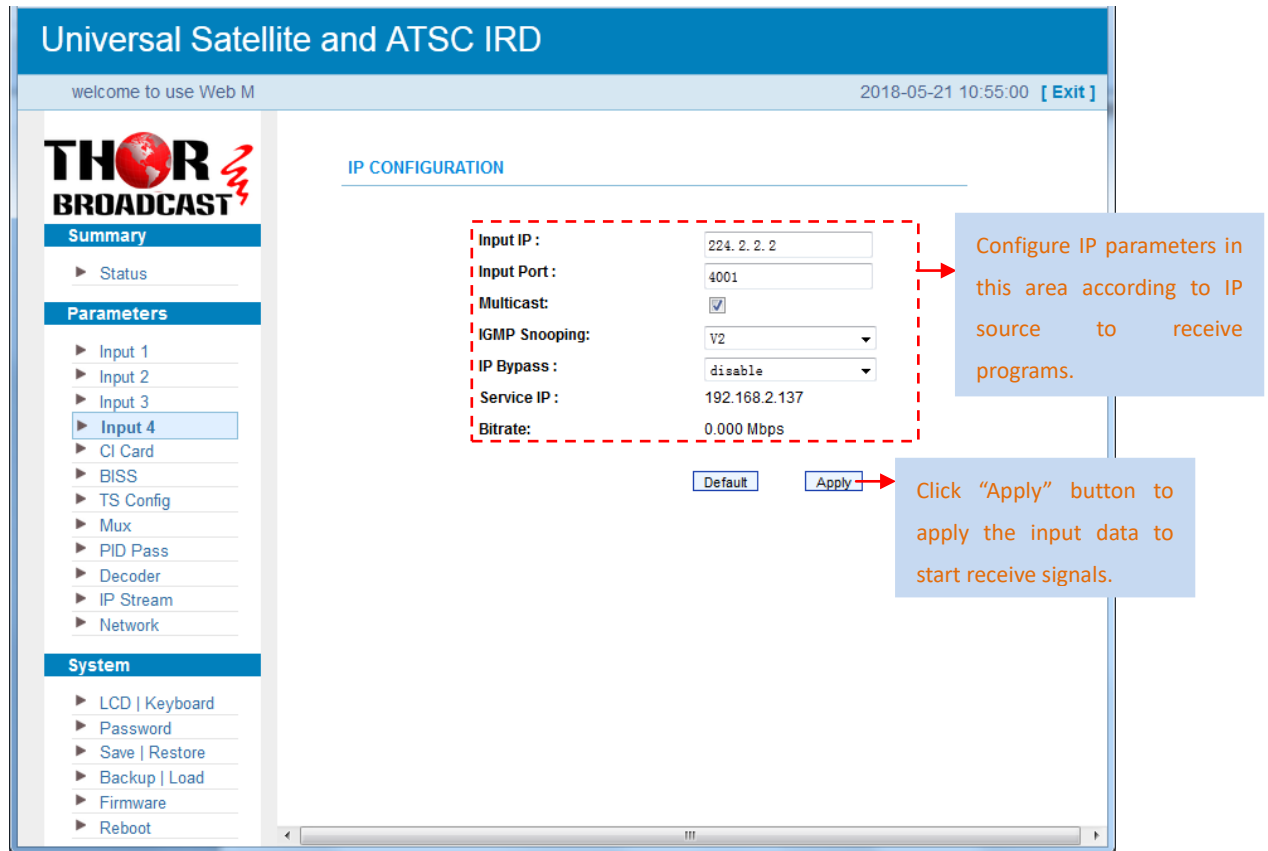 Universal Satellite and ATSC IRD
welcome to use Web M
2018-05-21 10:55:00 [ Exit ]
THOR
BROADCAST
Summary
Status
Parameters
Input 1
Input 2
Input 3
Input 4
CI Card
BISS
TS Config
Mux
PID Pass
Decoder
IP Stream
Network
System
LCD | Keyboard
Password
Save | Restore
Backup | Load
Firmware
Reboot
IP CONFIGURATION
Input IP : 224. 2. 2. 2
Input Port : 4001
Multicast:
IGMP Snooping: V2
IP Bypass : disable
Service IP : 192.168.2.137
Bitrate: 0.000 Mbps
Default Apply
Configure IP parameters in
this area according to IP
source to receive
programs.
Click “Apply” button to
apply the input data to
start receive signals.